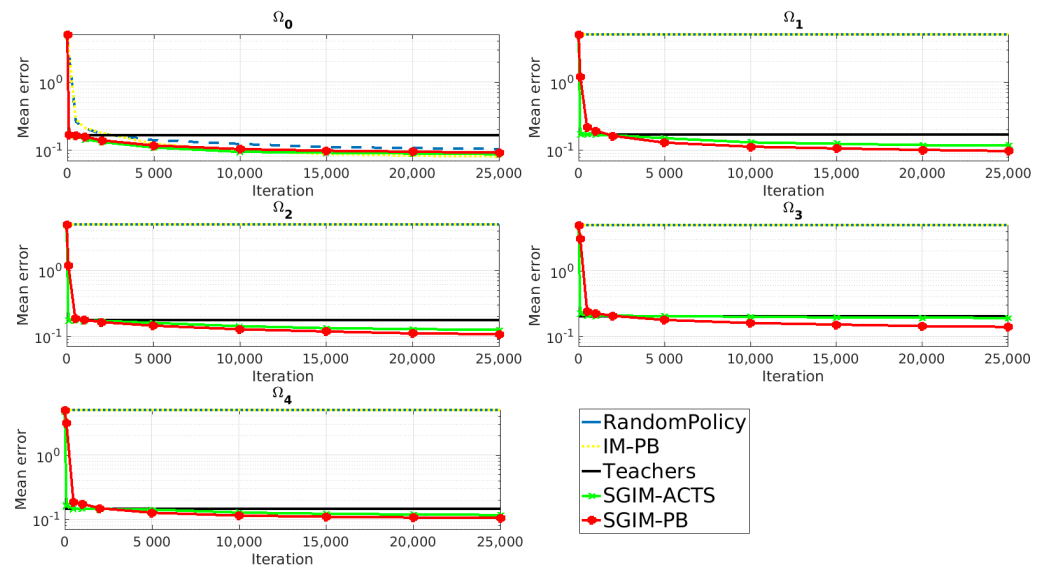 Ω0
Mean error
10^0
10^-1
0 5 000 10,000 15,000 20,000 25,000
Iteration
Ω1
Mean error
10^0
10^-1
0 5 000 10,000 15,000 20,000 25,000
Iteration
Ω2
Mean error
10^0
10^-1
0 5 000 10,000 15,000 20,000 25,000
Iteration
Ω3
Mean error
10^0
10^-1
0 5 000 10,000 15,000 20,000 25,000
Iteration
Ω4
Mean error
10^0
10^-1
0 5 000 10,000 15,000 20,000 25,000
Iteration
RandomPolicy
IM-PB
Teachers
SGIM-ACTS
SGIM-PB